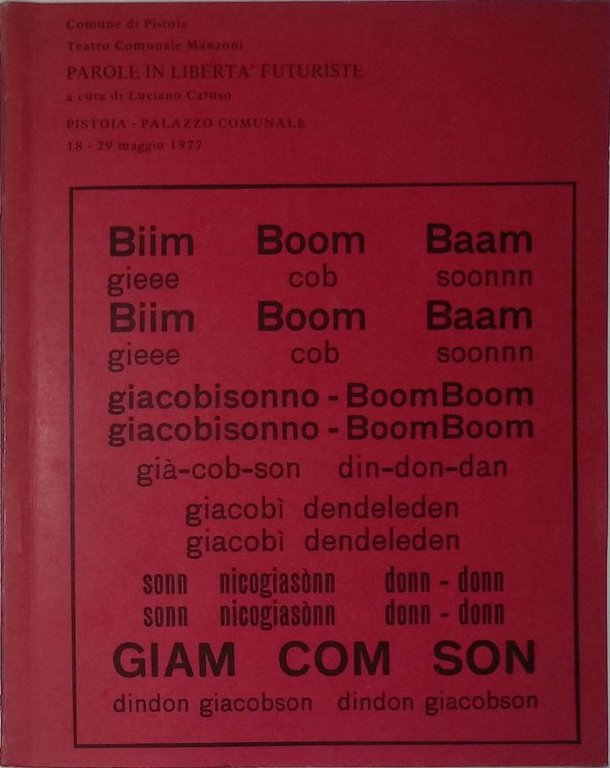 Comune di Pistoia
Teatro Comunale Manzoni
PAROLE IN LIBERTA' FUTURISTE
a cura di Luciano Caruso
PISTOIA - PALAZZO COMUNALE
18 - 29 maggio 1977
Biim Boom Baam
gieee cob soonnn
Biim Boom Baam
gieee cob soonnn
giacobisonno - BoomBoom
giacobisonno - BoomBoom
già-cob-son din-don-dan
giacobì dendeleden
giacobì dendeleden
sonn nicogiasònn donn - donn
sonn nicogiasònn donn - donn
GIAM COM SON
dindon giacobson dindon giacobson